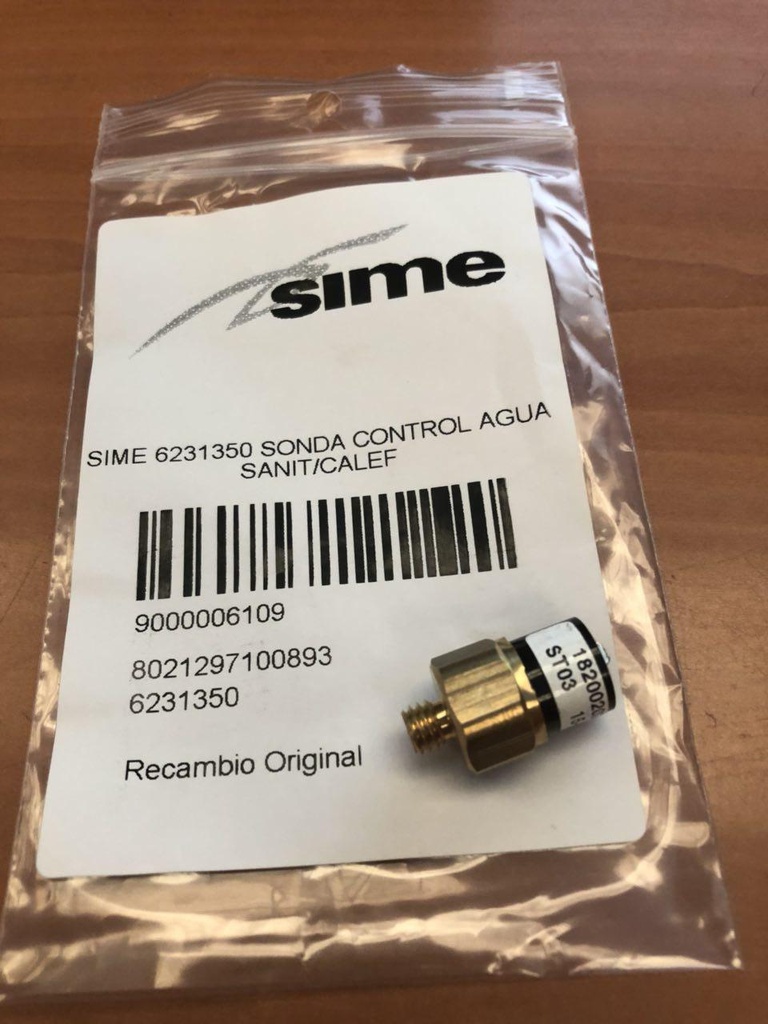 sime
SIME 6231350 SONDA CONTROL AGUA
SANIT/CALEF
9000006109
8021297100893
6231350
Recambio Original
ST03